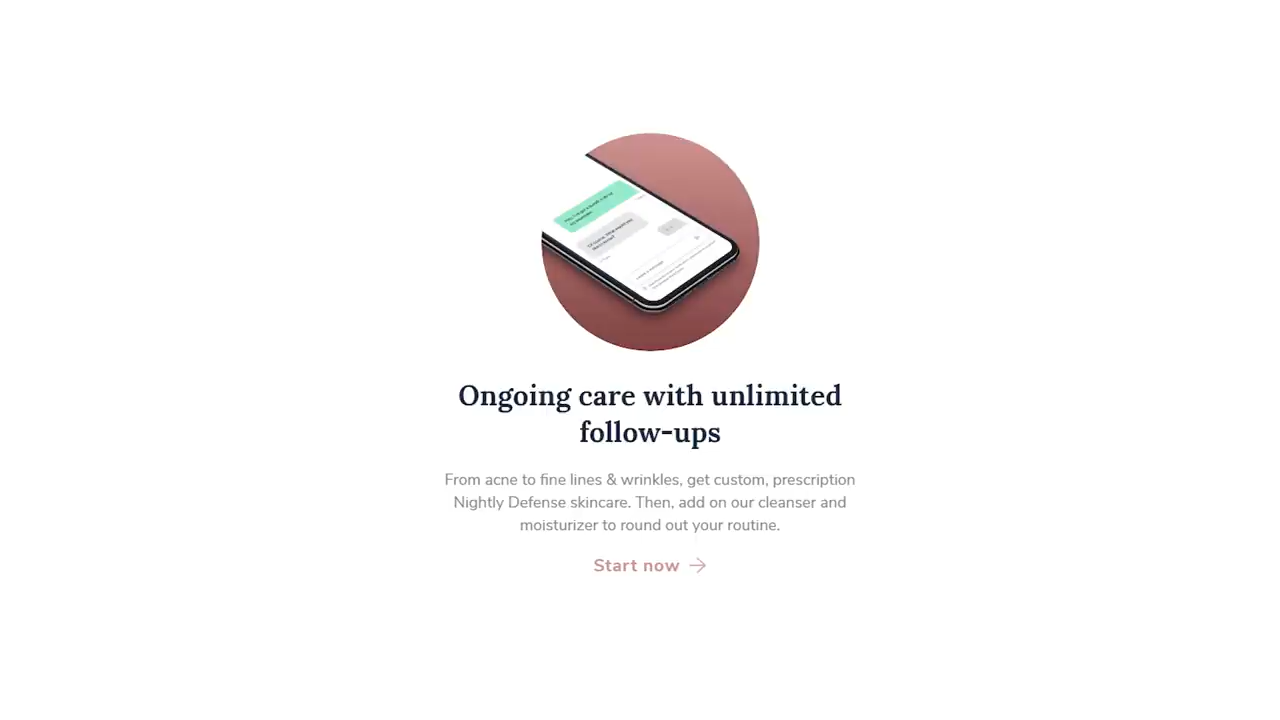 Ongoing care with unlimited
follow-ups
From acne to fine lines & wrinkles, get custom, prescription
Nightly Defense skincare. Then, add on our cleanser and
moisturizer to round out your routine.
Start now